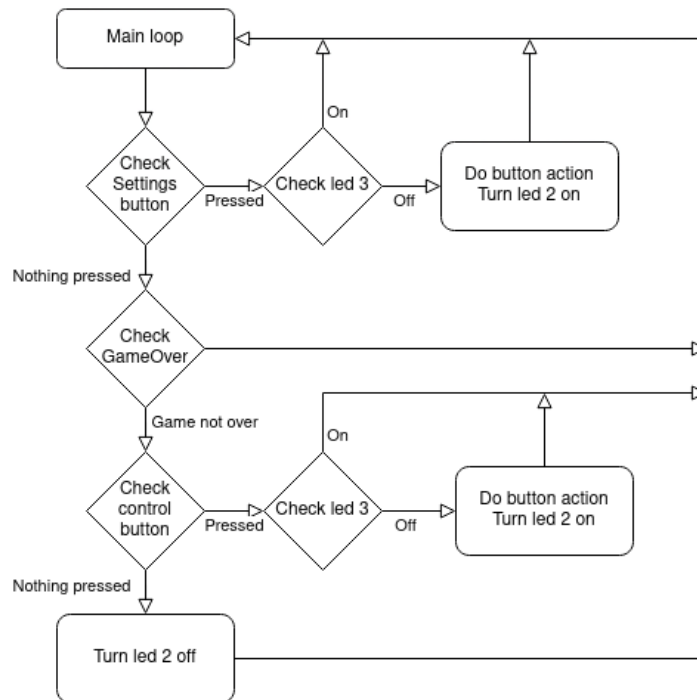 Main loop
On
Check
Settings
button
Pressed
Check led 3
Off
Do button action
Turn led 2 on
Nothing pressed
Check
GameOver
Game not over
On
Check
control
button
Pressed
Check led 3
Off
Do button action
Turn led 2 on
Nothing pressed
Turn led 2 off